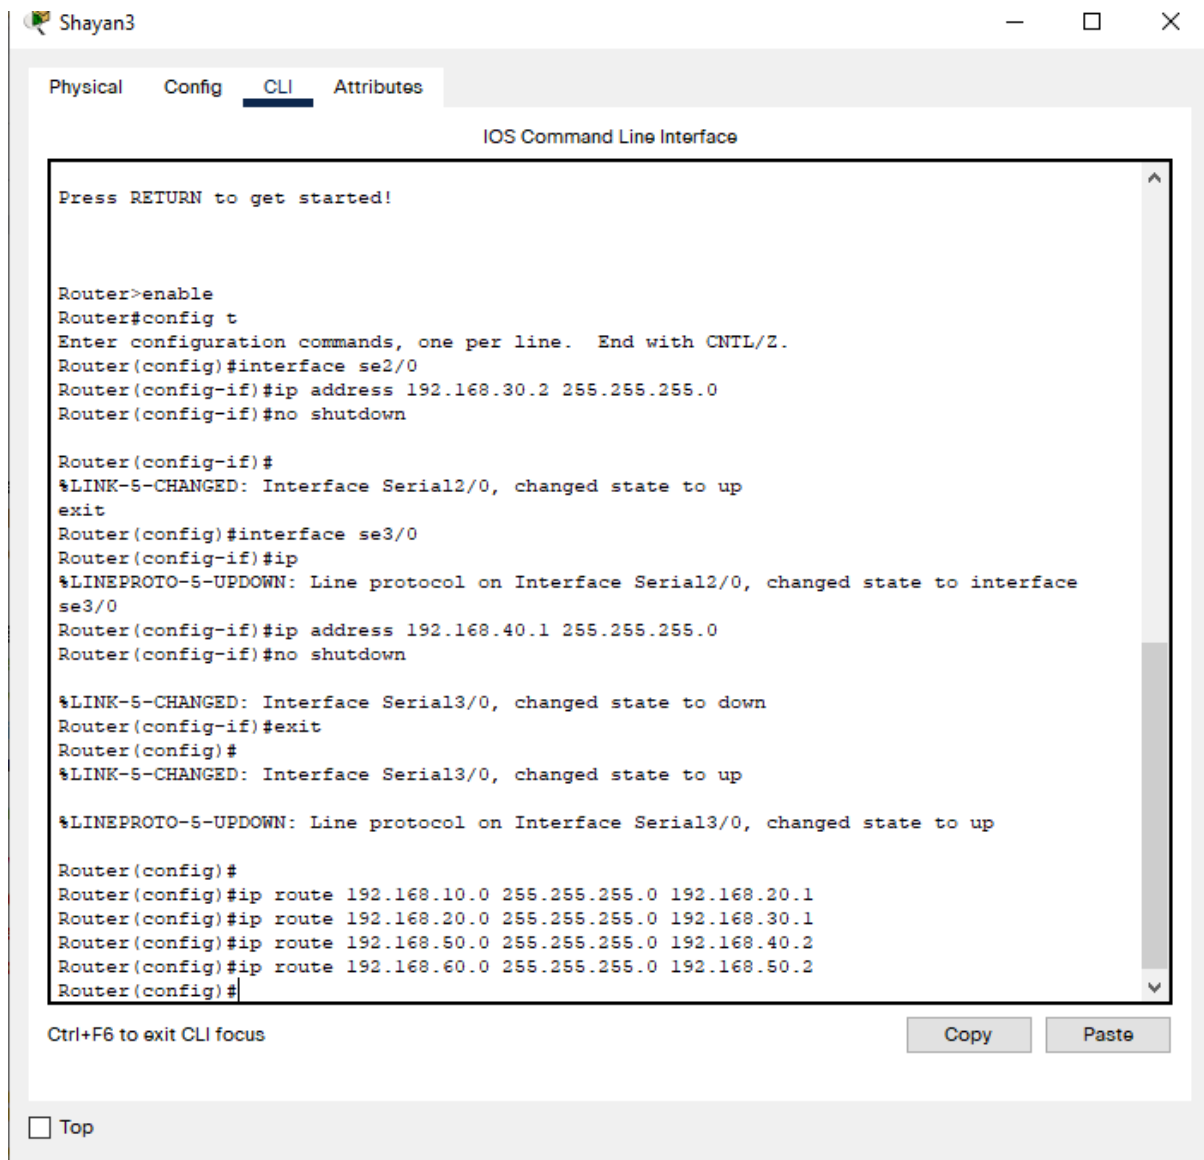 Shayan3
Physical Config CLI Attributes
IOS Command Line Interface
Press RETURN to get started!
Router>enable
Router#config t
Enter configuration commands, one per line.  End with CNTL/Z.
Router(config)#interface se2/0
Router(config-if)#ip address 192.168.30.2 255.255.255.0
Router(config-if)#no shutdown
Router(config-if)#
%LINK-5-CHANGED: Interface Serial2/0, changed state to up
exit
Router(config)#interface se3/0
Router(config-if)#ip
%LINEPROTO-5-UPDOWN: Line protocol on Interface Serial2/0, changed state to interface
se3/0
Router(config-if)#ip address 192.168.40.1 255.255.255.0
Router(config-if)#no shutdown
%LINK-5-CHANGED: Interface Serial3/0, changed state to down
Router(config-if)#exit
Router(config)#
%LINK-5-CHANGED: Interface Serial3/0, changed state to up
%LINEPROTO-5-UPDOWN: Line protocol on Interface Serial3/0, changed state to up
Router(config)#
Router(config)#ip route 192.168.10.0 255.255.255.0 192.168.20.1
Router(config)#ip route 192.168.20.0 255.255.255.0 192.168.30.1
Router(config)#ip route 192.168.50.0 255.255.255.0 192.168.40.2
Router(config)#ip route 192.168.60.0 255.255.255.0 192.168.50.2
Router(config)#
Ctrl+F6 to exit CLI focus Copy Paste
Top